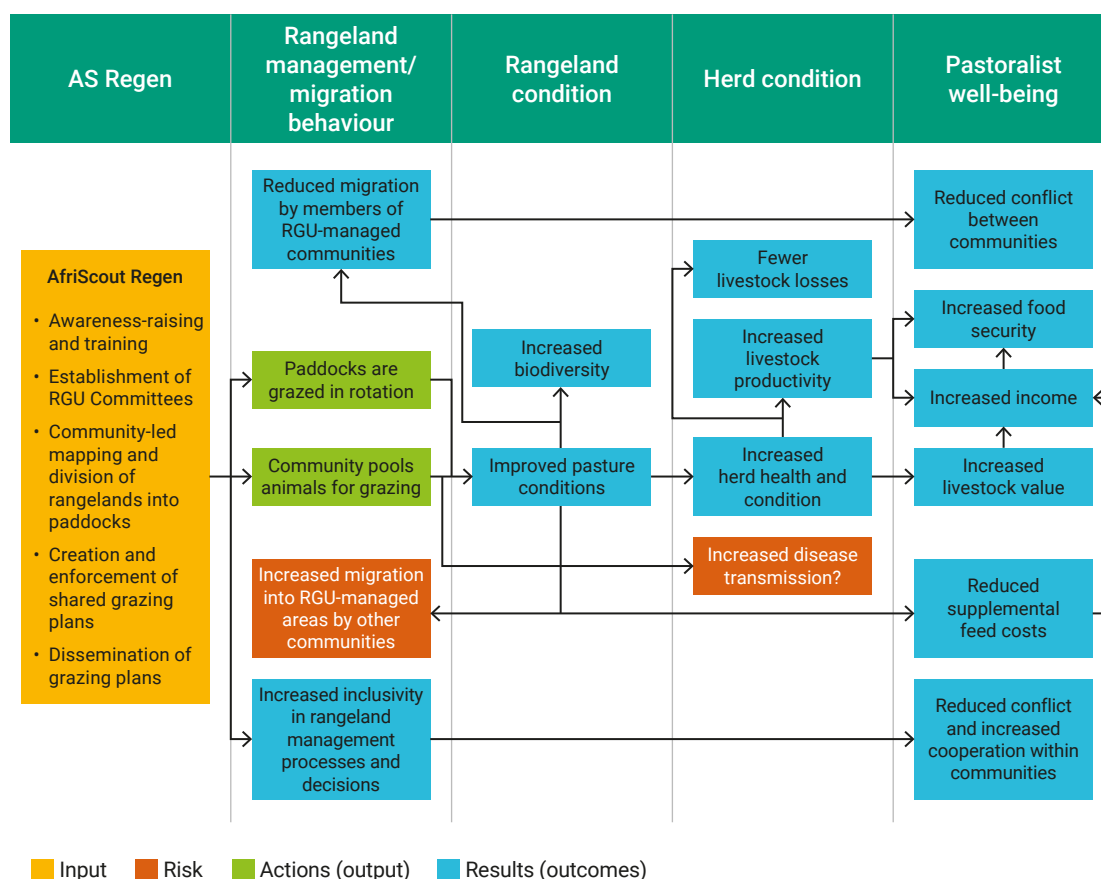 AS Regen
Rangeland
management/
migration
behaviour
Rangeland
condition
Herd condition
Pastoralist
well-being
AfriScout Regen
• Awareness-raising
and training
• Establishment of
RGU Committees
• Community-led
mapping and
division of
rangelands into
paddocks
• Creation and
enforcement of
shared grazing
plans
• Dissemination of
grazing plans
Reduced migration
by members of
RGU-managed
communities
Paddocks are
grazed in rotation
Community pools
animals for grazing
Increased migration
into RGU-managed
areas by other
communities
Increased inclusivity
in rangeland
management
processes and
decisions
Increased
biodiversity
Improved pasture
conditions
Fewer
livestock losses
Increased
livestock
productivity
Increased
herd health and
condition
Increased disease
transmission?
Reduced conflict
between
communities
Increased food
security
Increased income
Increased
livestock value
Reduced
supplemental
feed costs
Reduced conflict
and increased
cooperation within
communities
Input
Risk
Actions (output)
Results (outcomes)